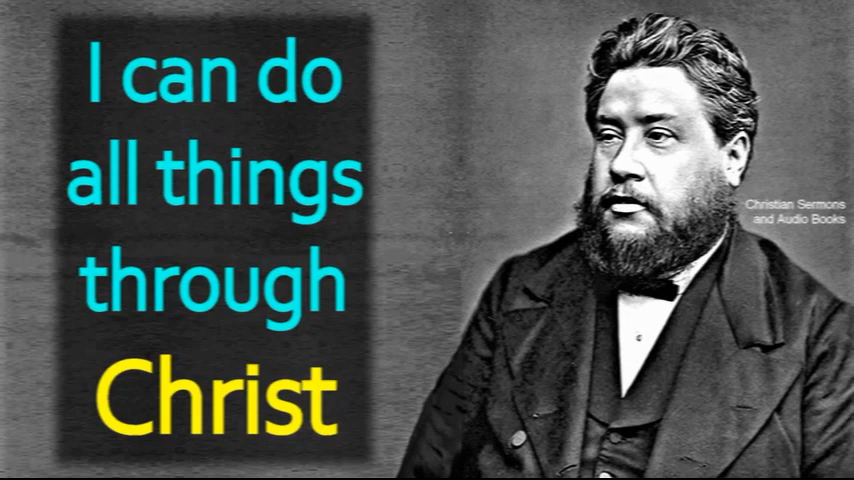 I can do
all things
through
Christ
Christian Sermons
and Audio Books